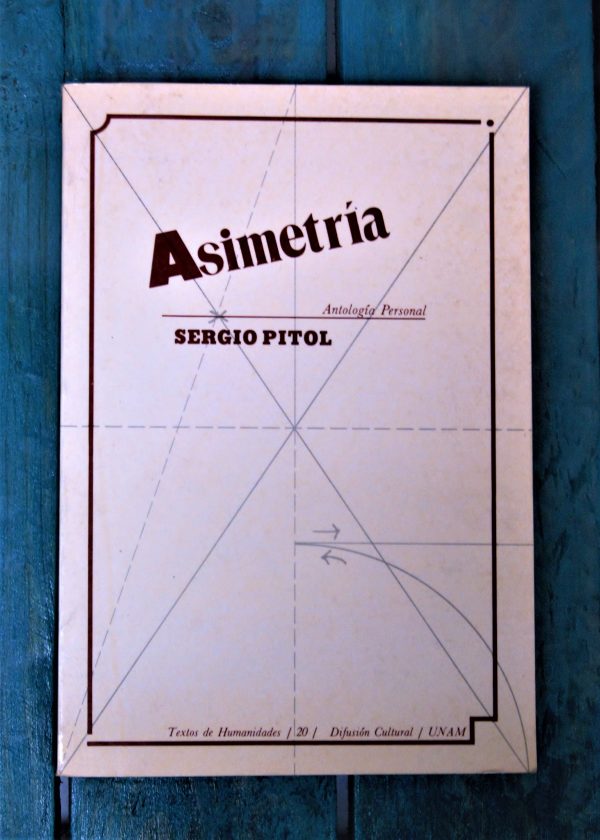 Asimetría
Antología Personal
SERGIO PITOL
Textos de Humanidades / 20 / Difusión Cultural / UNAM